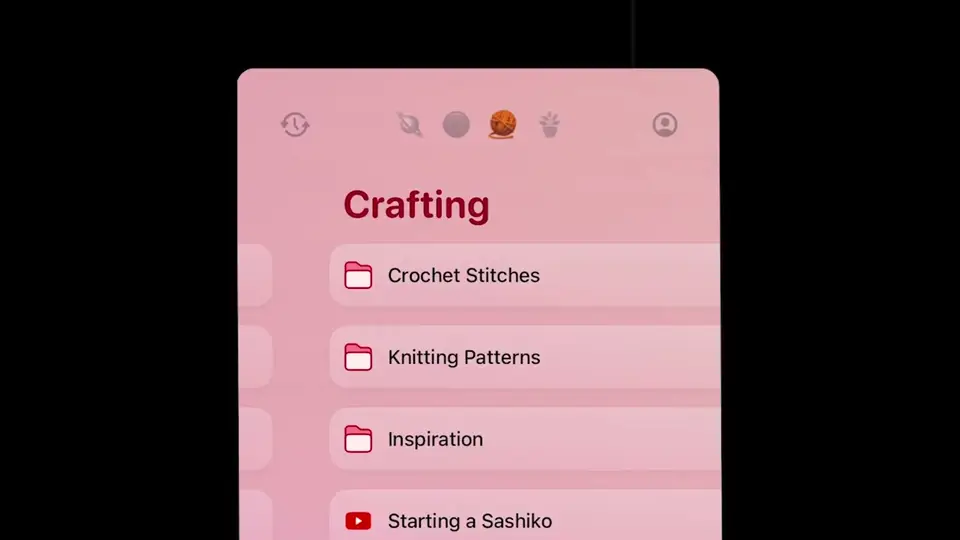 Crafting
Crochet Stitches
Knitting Patterns
Inspiration
Starting a Sashiko